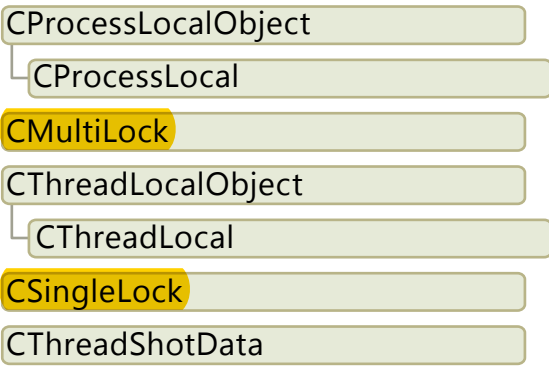 CProcessLocalObject
CProcessLocal
CMultiLock
CThreadLocalObject
CThreadLocal
CSingleLock
CThreadShotData